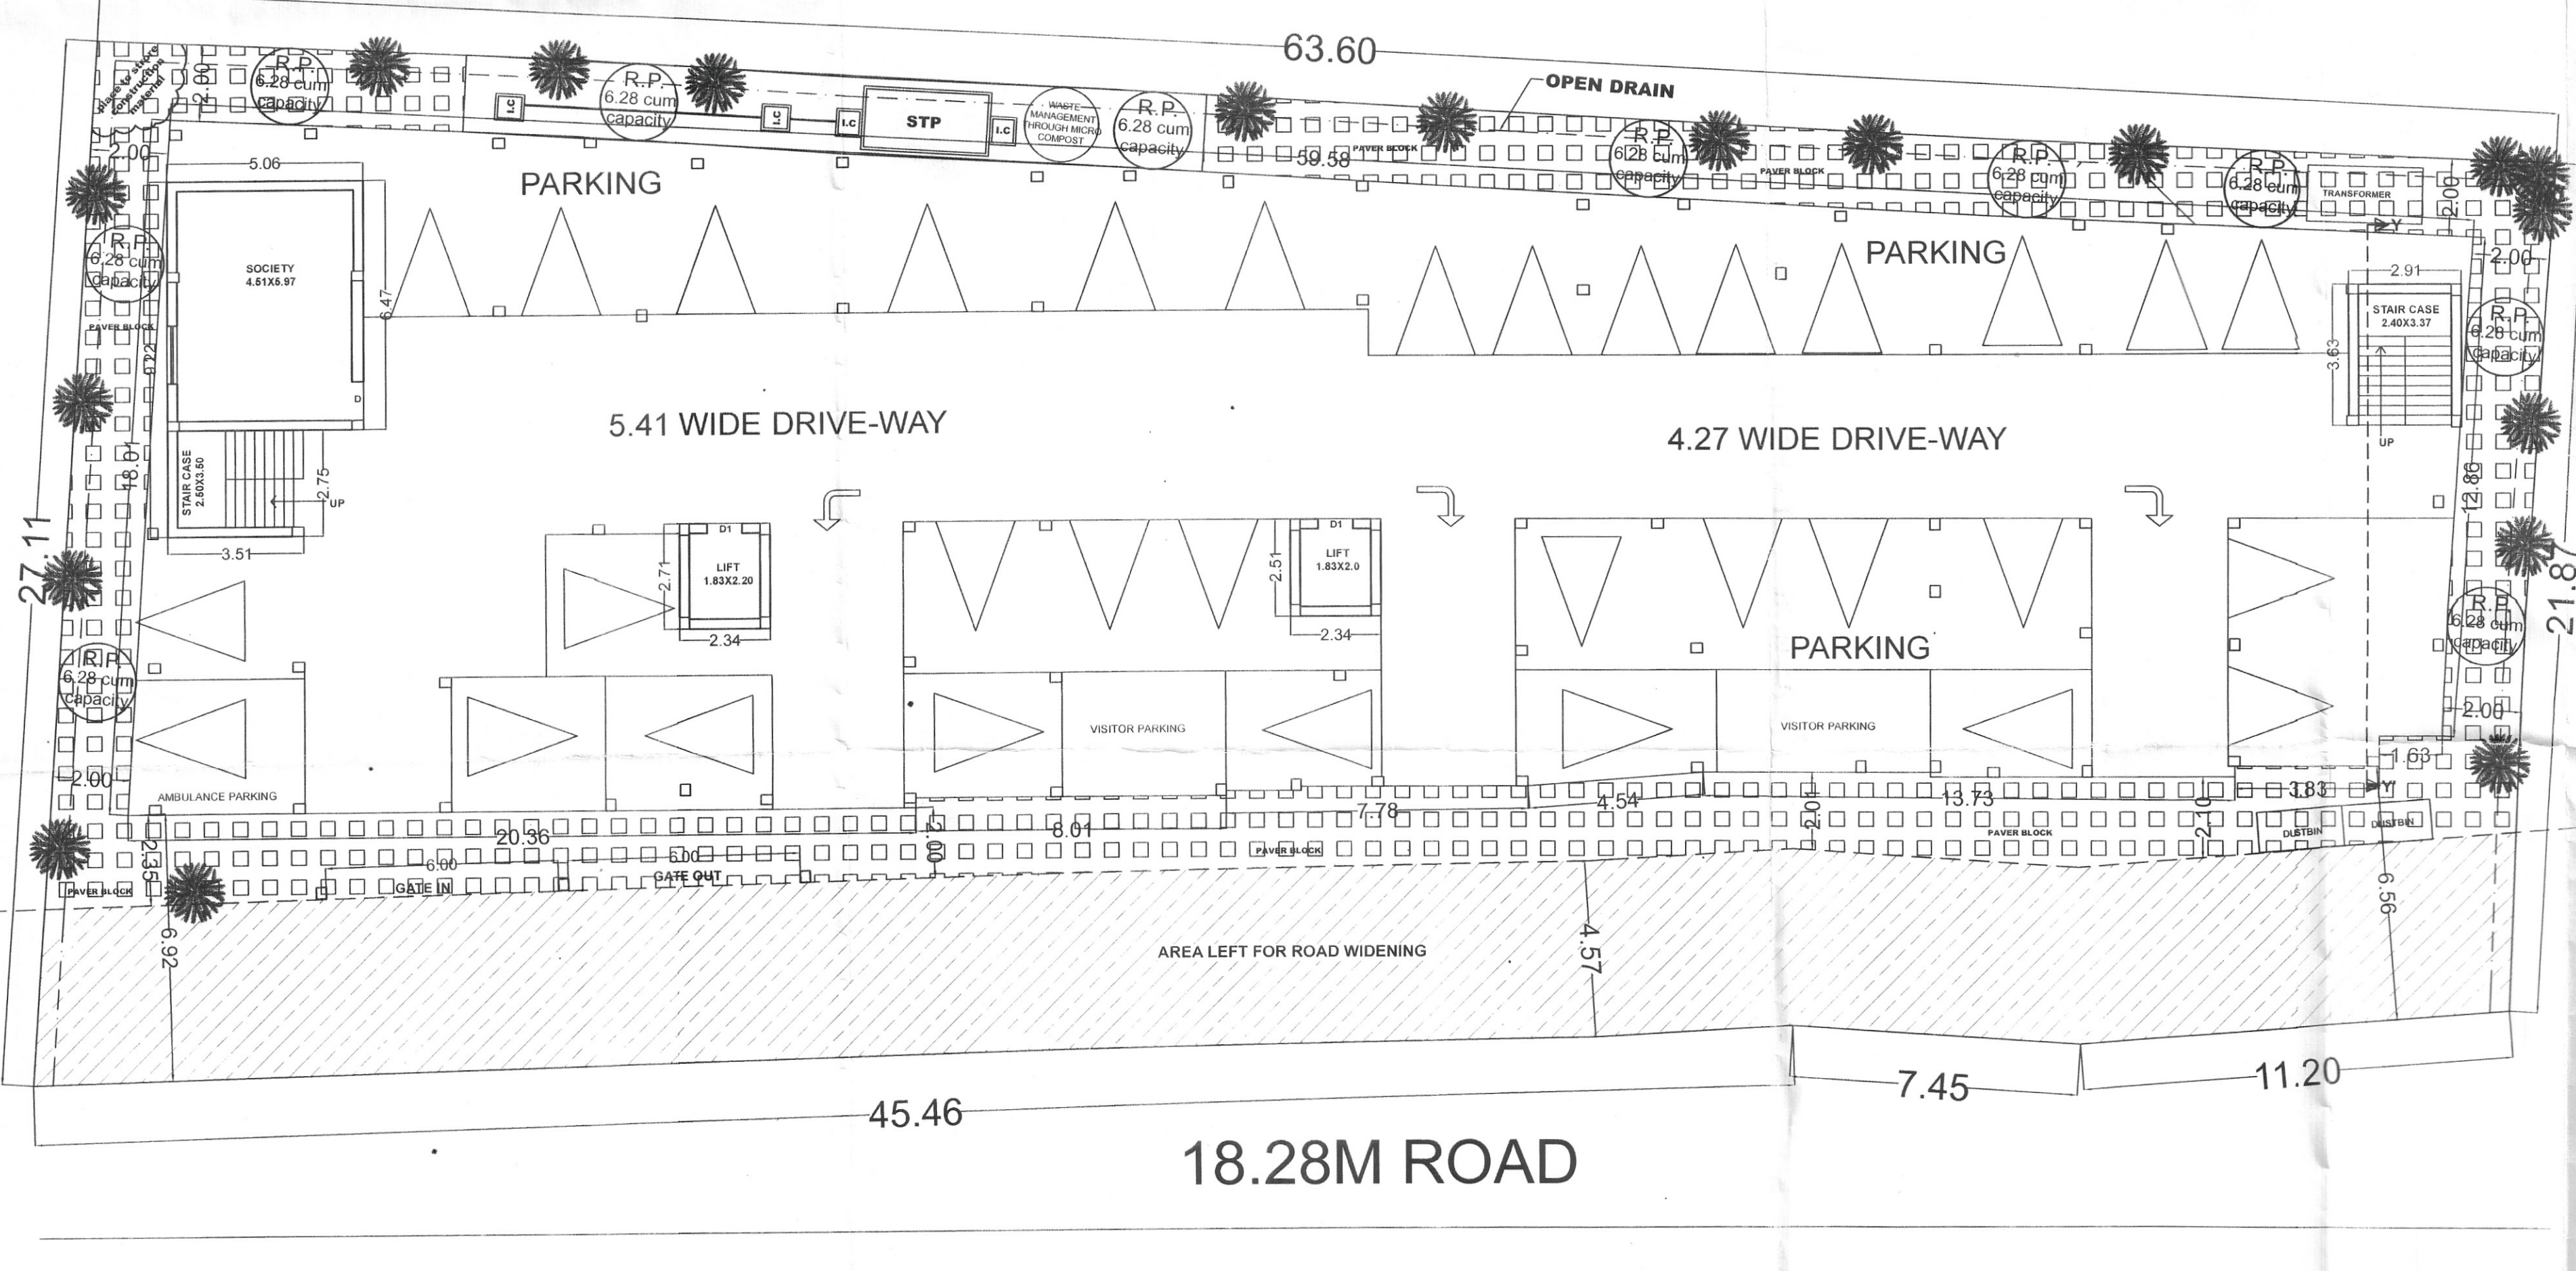 63.60
OPEN DRAIN
place to store
construction
material
2.00
R.P.
6.28 cum
capacity
I.C
R.P.
6.28 cum
capacity
I.C
I.C
STP
I.C
WASTE
MANAGEMENT
THROUGH MICRO
COMPOST
R.P.
6.28 cum
capacity
59.58
PAVER BLOCK
R.P.
6.28 cum
capacity
PAVER BLOCK
R.P.
6.28 cum
capacity
R.P.
6.28 cum
capacity
TRANSFORMER
2.00
Y
2.00
5.06
PARKING
PARKING
2.00
R.P.
6.28 cum
capacity
SOCIETY
4.51X5.97
6.47
D
2.91
STAIR CASE
2.40X3.37
3.63
UP
R.P.
6.28 cum
capacity
PAVER BLOCK
18.01
5.41 WIDE DRIVE-WAY
4.27 WIDE DRIVE-WAY
12.86
STAIR CASE
2.50X3.50
2.75
UP
3.51
27.11
21.87
D1
LIFT
1.83X2.20
2.71
2.34
D1
LIFT
1.83X2.0
2.51
2.34
PARKING
R.P.
6.28 cum
capacity
R.P.
6.28 cum
capacity
VISITOR PARKING
VISITOR PARKING
2.00
2.00
1.63
AMBULANCE PARKING
Y'
3.83
20.36
8.01
7.78
4.54
13.73
2.35
2.00
2.01
2.10
6.00
GATE IN
6.00
GATE OUT
PAVER BLOCK
PAVER BLOCK
PAVER BLOCK
DUSTBIN
DUSTBIN
6.92
AREA LEFT FOR ROAD WIDENING
4.57
6.56
45.46
7.45
11.20
18.28M ROAD